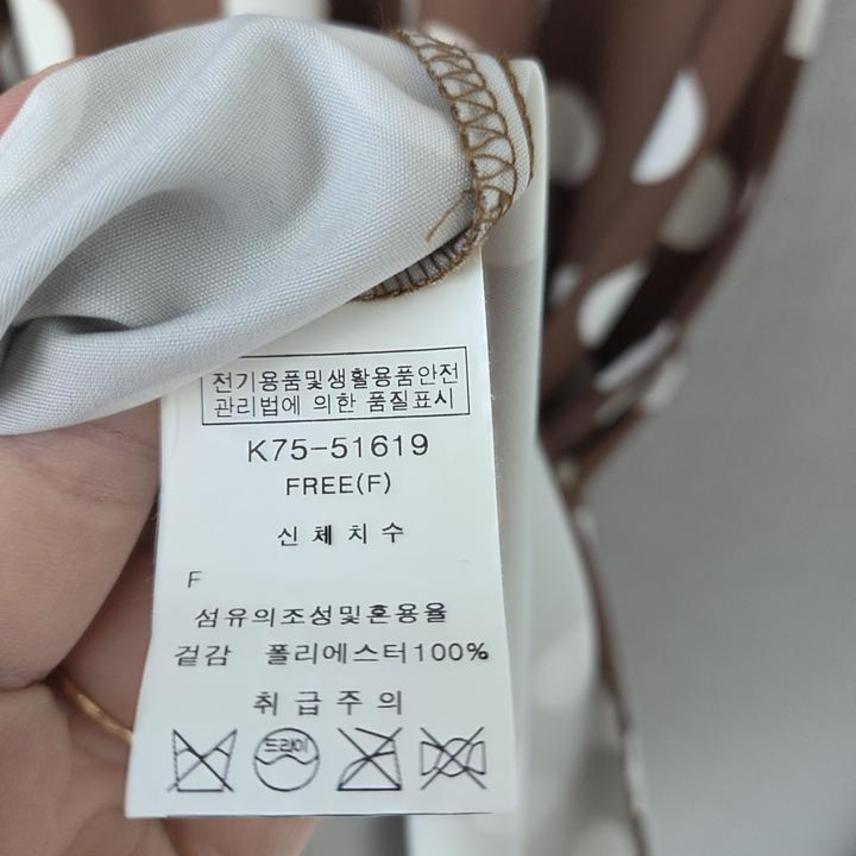 전기용품및생활용품안전
관리법에 의한 품질표시
K75-51619
FREE(F)
신 체 치 수
F
섬유의조성및혼용율
겉감 폴리에스터100%
취 급 주 의
드라이